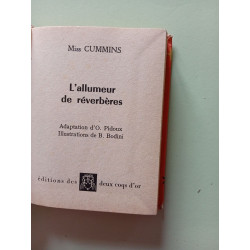 Miss CUMMINS
L'allumeur
de réverbères
Adaptation d'O. Pidoux
Illustrations de B. Bodini
éditions des deux coqs d'or